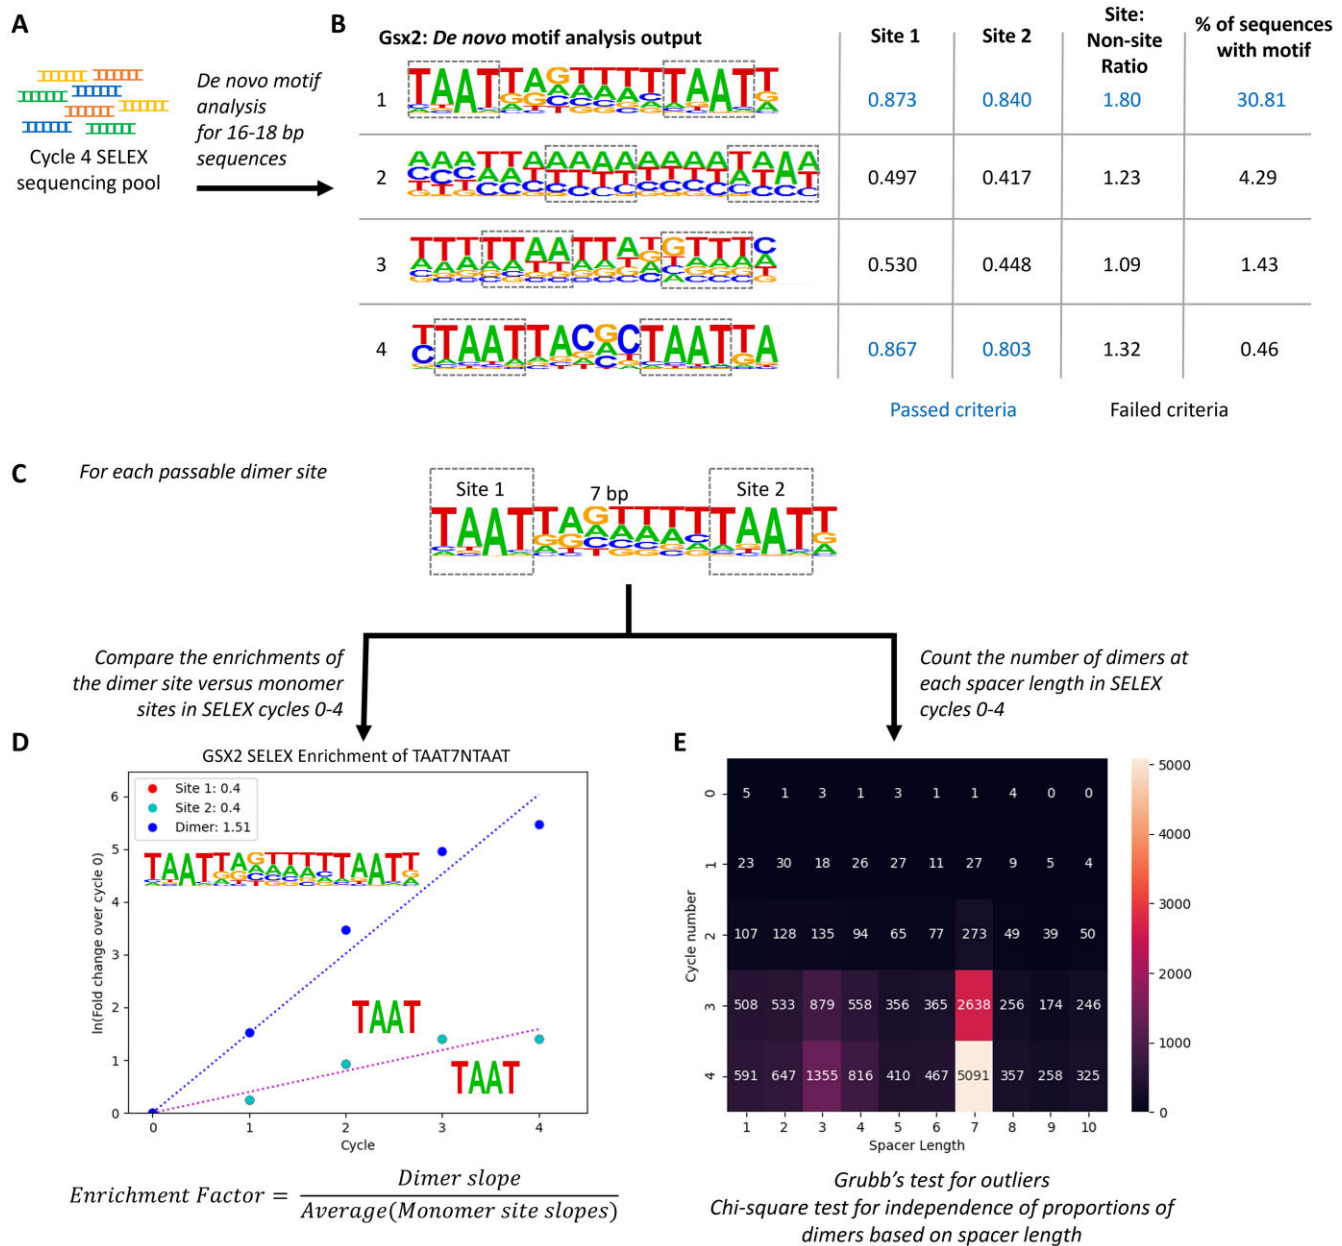 A
De novo motif
analysis
for 16-18 bp
sequences
Cycle 4 SELEX
sequencing pool
B
Gsx2: De novo motif analysis output
Site 1
Site 2
Site:
Non-site
Ratio
% of sequences
with motif
1
0.873
0.840
1.80
30.81
2
0.497
0.417
1.23
4.29
3
0.530
0.448
1.09
1.43
4
0.867
0.803
1.32
0.46
Passed criteria
Failed criteria
C
For each passable dimer site
Site 1
7 bp
Site 2
Compare the enrichments of
the dimer site versus monomer
sites in SELEX cycles 0-4
Count the number of dimers at
each spacer length in SELEX
cycles 0-4
D
GSX2 SELEX Enrichment of TAAT7NTAAT
Site 1: 0.4
Site 2: 0.4
Dimer: 1.51
TAAT
TAAT
ln(Fold change over cycle 0)
6
5
4
3
2
1
0
0 1 2 3 4
Cycle
Enrichment Factor = Dimer slope
Average(Monomer site slopes)
E
Cycle number
0 5 1 3 1 3 1 1 4 0 0
1 23 30 18 26 27 11 27 9 5 4
2 107 128 135 94 65 77 273 49 39 50
3 508 533 879 558 356 365 2638 256 174 246
4 591 647 1355 816 410 467 5091 357 258 325
1 2 3 4 5 6 7 8 9 10
Spacer Length
5000
4000
3000
2000
1000
0
Grubb's test for outliers
Chi-square test for independence of proportions of
dimers based on spacer length